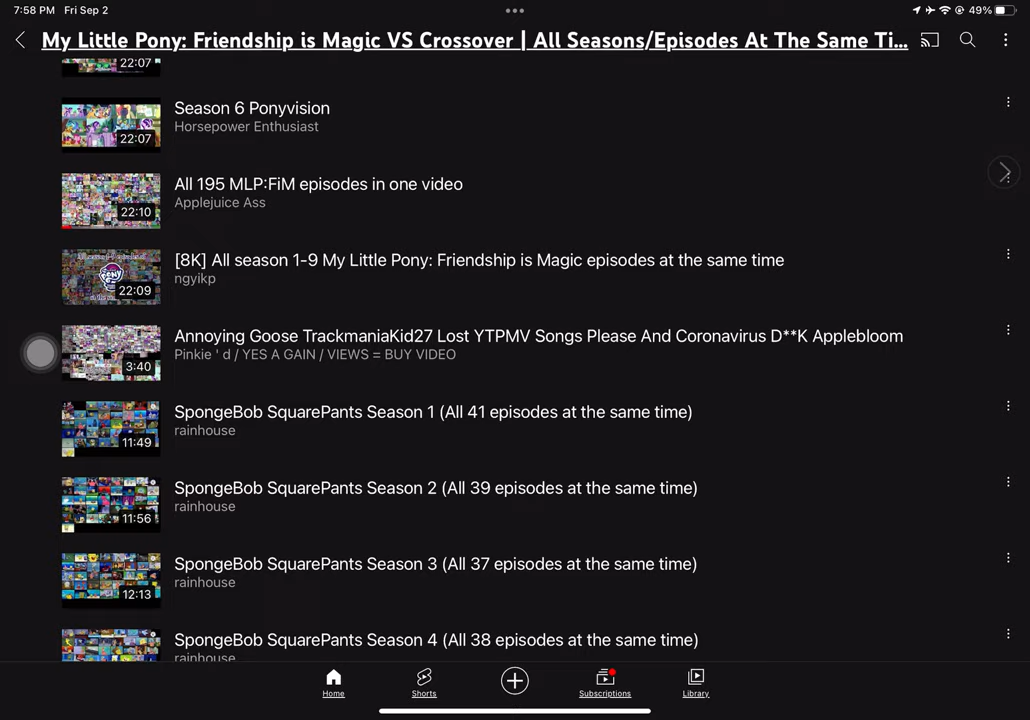 7:58 PM Fri Sep 2
49%
My Little Pony: Friendship is Magic VS Crossover | All Seasons/Episodes At The Same Ti...
22:07
Season 6 Ponyvision
Horsepower Enthusiast
22:07
All 195 MLP:FiM episodes in one video
Applejuice Ass
22:10
[8K] All season 1-9 My Little Pony: Friendship is Magic episodes at the same time
ngyikp
22:09
Annoying Goose TrackmaniaKid27 Lost YTPMV Songs Please And Coronavirus D**K Applebloom
Pinkie ' d / YES A GAIN / VIEWS = BUY VIDEO
3:40
SpongeBob SquarePants Season 1 (All 41 episodes at the same time)
rainhouse
11:49
SpongeBob SquarePants Season 2 (All 39 episodes at the same time)
rainhouse
11:56
SpongeBob SquarePants Season 3 (All 37 episodes at the same time)
rainhouse
12:13
SpongeBob SquarePants Season 4 (All 38 episodes at the same time)
rainhouse
Home Shorts Subscriptions Library